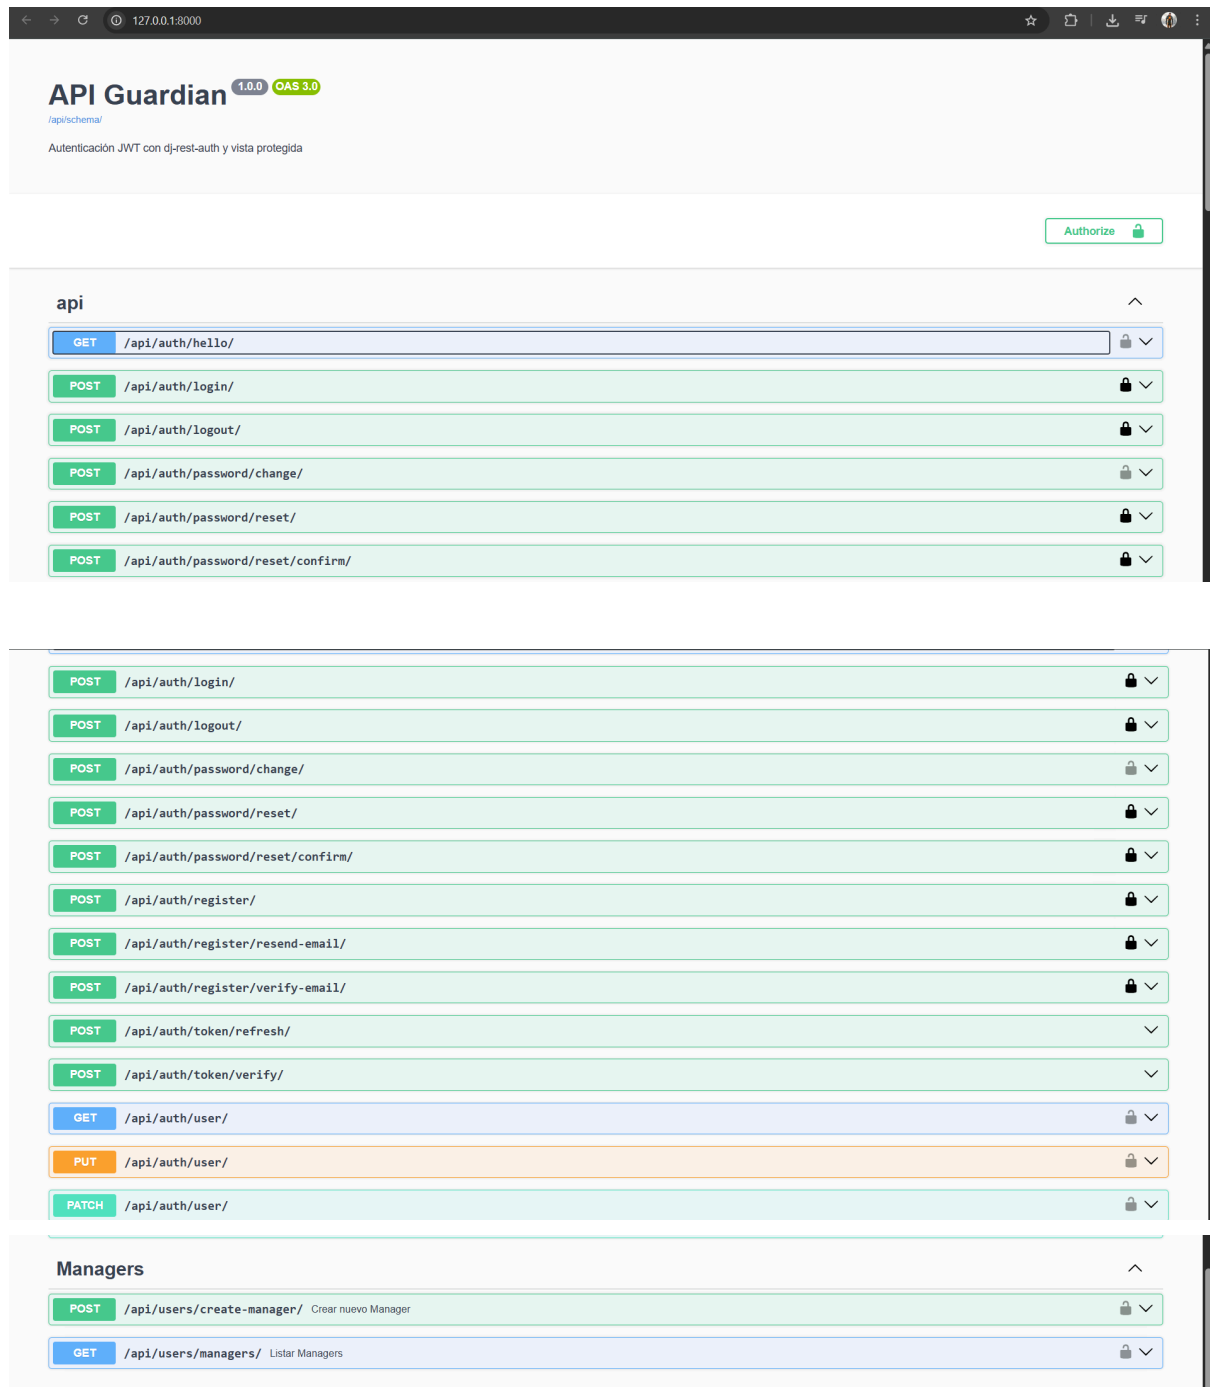 127.0.0.1:8000
API Guardian 1.0.0 OAS 3.0
/api/schema/
Autenticación JWT con dj-rest-auth y vista protegida
Authorize
api
GET /api/auth/hello/
POST /api/auth/login/
POST /api/auth/logout/
POST /api/auth/password/change/
POST /api/auth/password/reset/
POST /api/auth/password/reset/confirm/
POST /api/auth/login/
POST /api/auth/logout/
POST /api/auth/password/change/
POST /api/auth/password/reset/
POST /api/auth/password/reset/confirm/
POST /api/auth/register/
POST /api/auth/register/resend-email/
POST /api/auth/register/verify-email/
POST /api/auth/token/refresh/
POST /api/auth/token/verify/
GET /api/auth/user/
PUT /api/auth/user/
PATCH /api/auth/user/
Managers
POST /api/users/create-manager/ Crear nuevo Manager
GET /api/users/managers/ Listar Managers